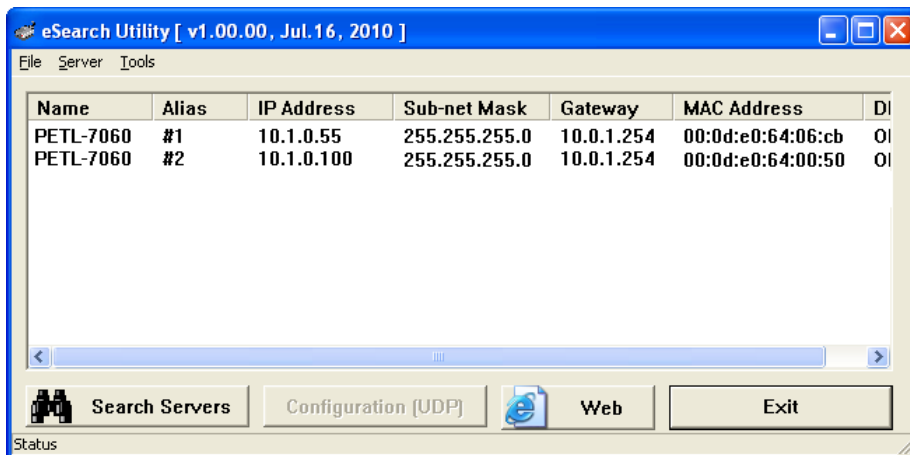 eSearch Utility [ v1.00.00, Jul.16, 2010 ]
File Server Tools
Name Alias IP Address Sub-net Mask Gateway MAC Address
PETL-7060 #1 10.1.0.55 255.255.255.0 10.0.1.254 00:0d:e0:64:06:cb
PETL-7060 #2 10.1.0.100 255.255.255.0 10.0.1.254 00:0d:e0:64:00:50
Search Servers Configuration (UDP) Web Exit
Status